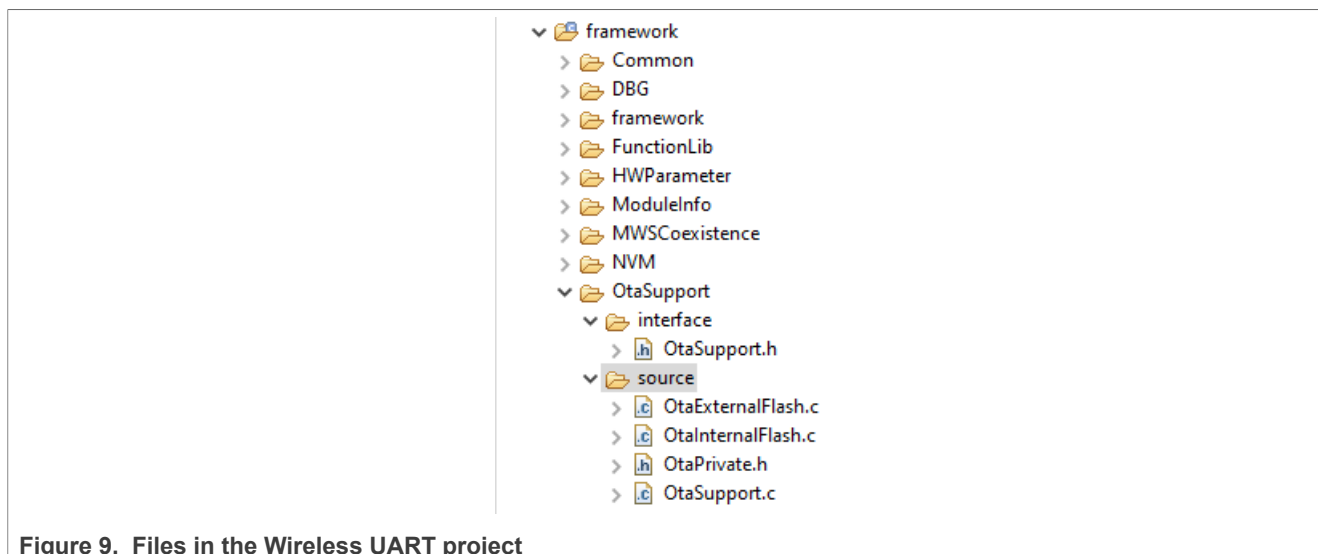 framework
Common
DBG
framework
FunctionLib
HWParameter
ModuleInfo
MWSCoexistence
NVM
OtaSupport
interface
.h OtaSupport.h
source
.c OtaExternalFlash.c
.c OtaInternalFlash.c
.h OtaPrivate.h
.c OtaSupport.c
Figure 9. Files in the Wireless UART project